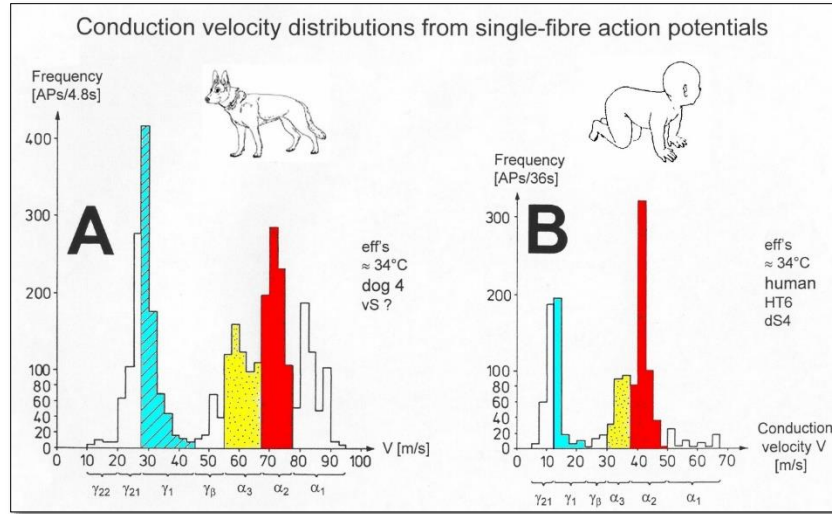 Conduction velocity distributions from single-fibre action potentials
Frequency
[APs/4.8s]
400
300
200
100
80
60
40
20
0
A
eff's
≈ 34°C
dog 4
vS ?
0 10 20 30 40 50 60 70 80 90 100
V [m/s]
γ22 γ21 γ1 γβ α3 α2 α1
Frequency
[APs/36s]
300
200
100
80
60
40
20
0
B
eff's
≈ 34°C
human
HT6
dS4
Conduction
velocity V
[m/s]
0 10 20 30 40 50 60 70
γ21 γ1 γβ α3 α2 α1